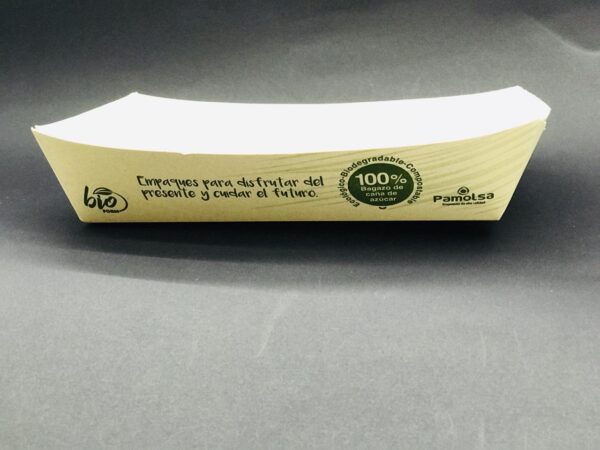 bio
FORM
Empaques para disfrutar del
presente y cuidar el futuro.
Ecológico-Biodegradable-Compostable
100%
Bagazo de
caña de
azúcar
Pamolsa